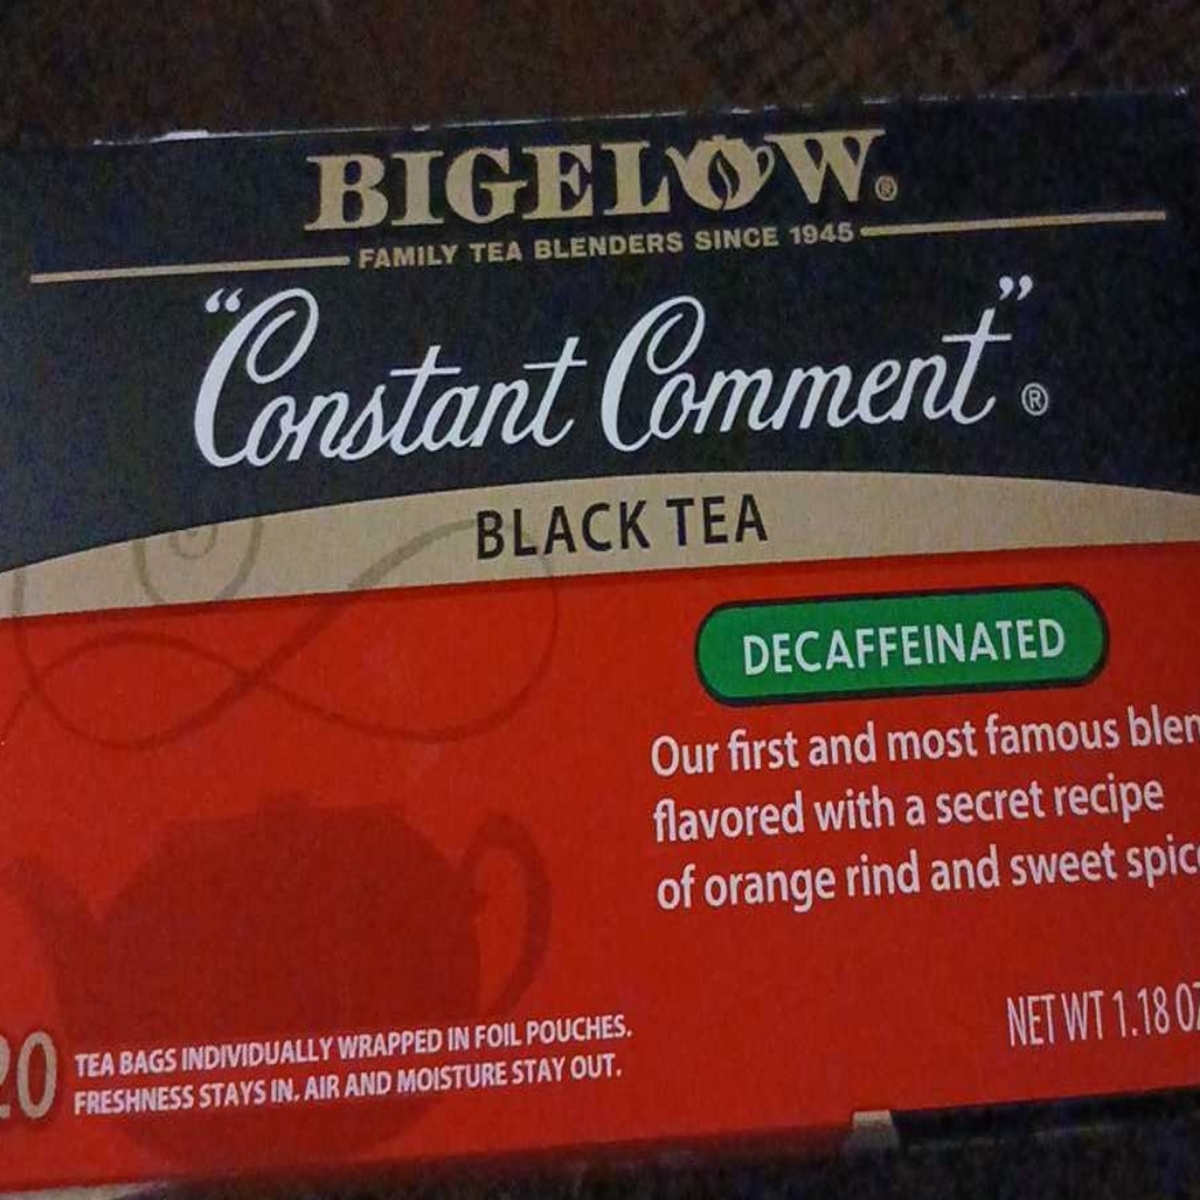 BIGELOW®
FAMILY TEA BLENDERS SINCE 1945
“Constant Comment”®
BLACK TEA
DECAFFEINATED
Our first and most famous blen
flavored with a secret recipe
of orange rind and sweet spic
NET WT 1.18 OZ
20 TEA BAGS INDIVIDUALLY WRAPPED IN FOIL POUCHES.
FRESHNESS STAYS IN. AIR AND MOISTURE STAY OUT.